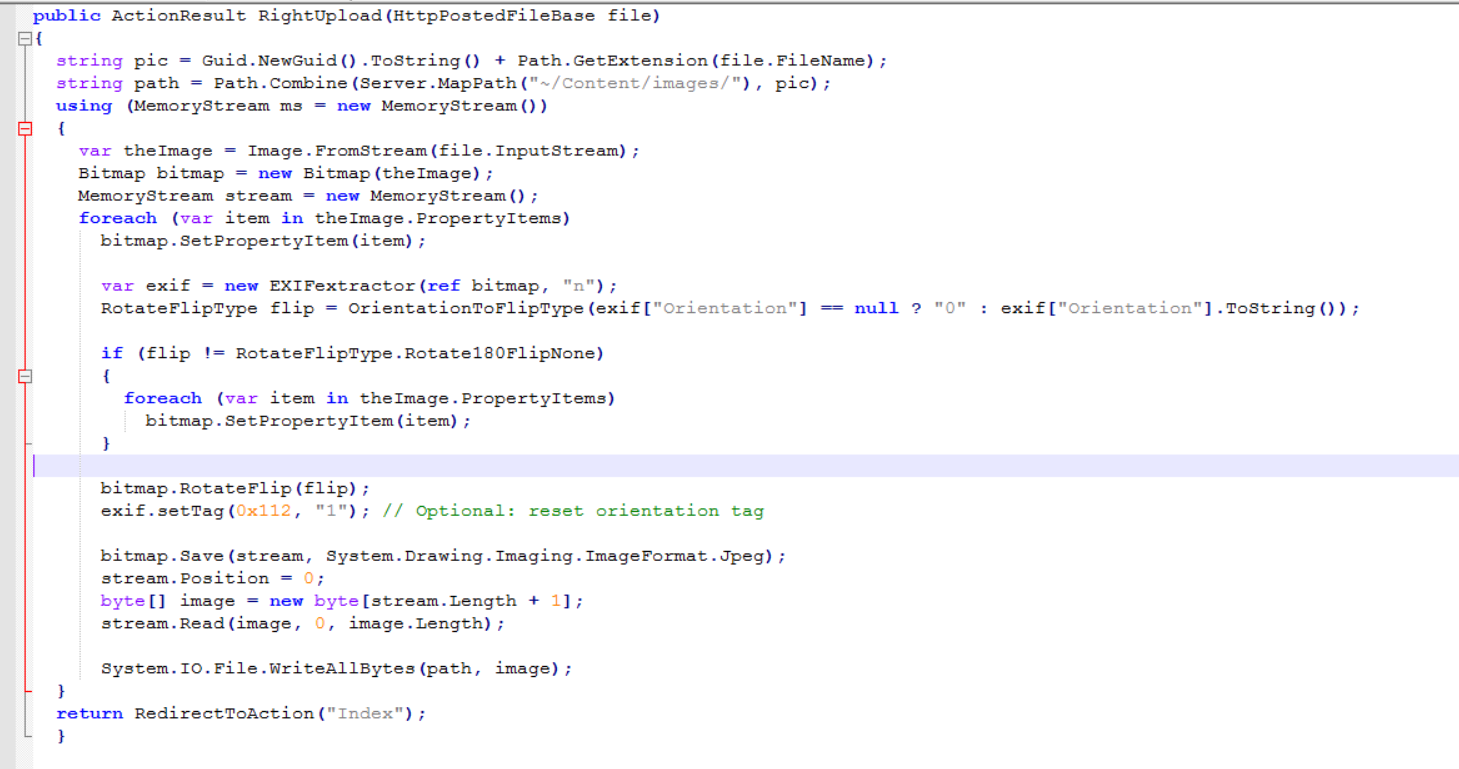 public ActionResult RightUpload(HttpPostedFileBase file)
{
string pic = Guid.NewGuid().ToString() + Path.GetExtension(file.FileName);
string path = Path.Combine(Server.MapPath("~/Content/images/"), pic);
using (MemoryStream ms = new MemoryStream())
{
var theImage = Image.FromStream(file.InputStream);
Bitmap bitmap = new Bitmap(theImage);
MemoryStream stream = new MemoryStream();
foreach (var item in theImage.PropertyItems)
bitmap.SetPropertyItem(item);
var exif = new EXIFextractor(ref bitmap, "n");
RotateFlipType flip = OrientationToFlipType(exif["Orientation"] == null ? "0" : exif["Orientation"].ToString());
if (flip != RotateFlipType.Rotate180FlipNone)
{
foreach (var item in theImage.PropertyItems)
bitmap.SetPropertyItem(item);
}
bitmap.RotateFlip(flip);
exif.setTag(0x112, "1"); // Optional: reset orientation tag
bitmap.Save(stream, System.Drawing.Imaging.ImageFormat.Jpeg);
stream.Position = 0;
byte[] image = new byte[stream.Length + 1];
stream.Read(image, 0, image.Length);
System.IO.File.WriteAllBytes(path, image);
}
return RedirectToAction("Index");
}